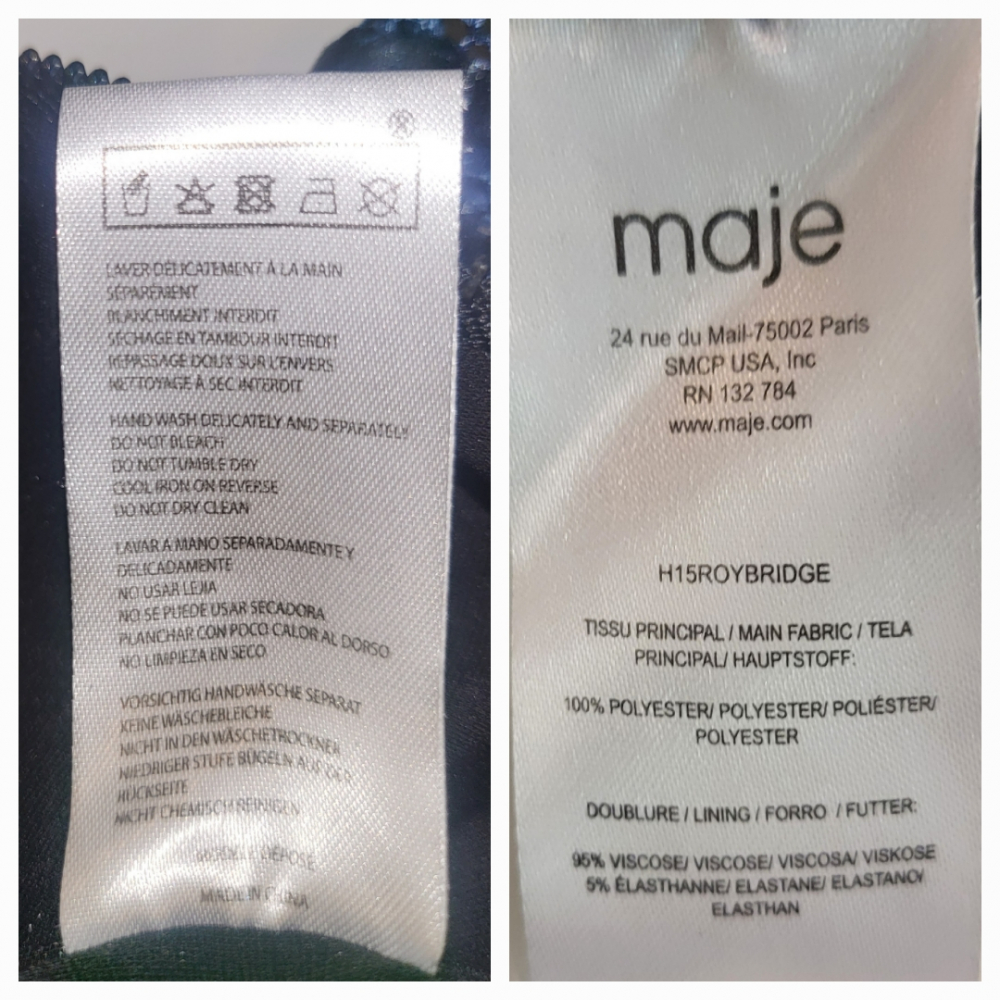 ®
LAVER DÉLICATEMENT À LA MAIN
SÉPARÉMENT
BLANCHIMENT INTERDIT
SECHAGE EN TAMBOUR INTERDIT
REPASSAGE DOUX SUR L'ENVERS
NETTOYAGE À SEC INTERDIT
HAND WASH DELICATELY AND SEPARATELY
DO NOT BLEACH
DO NOT TUMBLE DRY
COOL IRON ON REVERSE
DO NOT DRY CLEAN
LAVAR A MANO SEPARADAMENTE Y
DELICADAMENTE
NO USAR LEJIA
NO SE PUEDE USAR SECADORA
PLANCHAR CON POCO CALOR AL DORSO
NO LIMPIEZA EN SECO
VORSICHTIG HANDWÄSCHE SEPARAT
KEINE WÄSCHEBLEICHE
NICHT IN DEN WÄSCHETROCKNER
NIEDRIGER STUFE BÜGELN AUS DER
RÜCKSEITE
NICHT CHEMISCH REINIGEN
MODÈLE DÉPOSÉ
MADE IN CHINA
maje
24 rue du Mail-75002 Paris
SMCP USA, Inc
RN 132 784
www.maje.com
H15ROYBRIDGE
TISSU PRINCIPAL / MAIN FABRIC / TELA
PRINCIPAL/ HAUPTSTOFF:
100% POLYESTER/ POLYESTER/ POLIÉSTER/
POLYESTER
DOUBLURE / LINING / FORRO / FUTTER:
95% VISCOSE/ VISCOSE/ VISCOSA/ VISKOSE
5% ÉLASTHANNE/ ELASTANE/ ELASTANO/
ELASTHAN